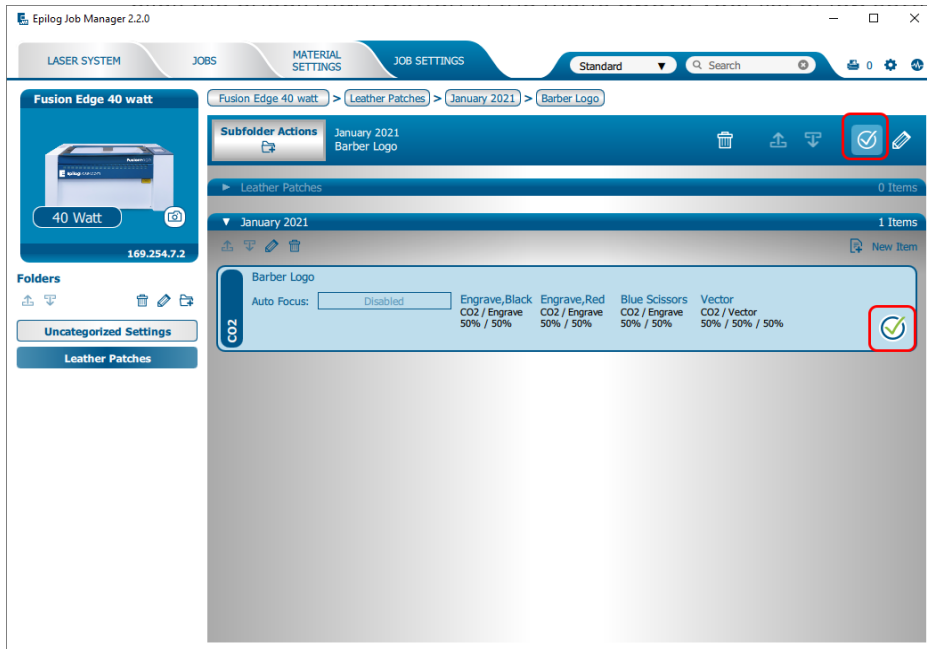 Epilog Job Manager 2.2.0
LASER SYSTEM
JOBS
MATERIAL
SETTINGS
JOB SETTINGS
Standard
Search
0
Fusion Edge 40 watt
40 Watt
169.254.7.2
Folders
Uncategorized Settings
Leather Patches
Fusion Edge 40 watt > Leather Patches > January 2021 > Barber Logo
Subfolder Actions
January 2021
Barber Logo
Leather Patches 0 Items
January 2021 1 Items
New Item
CO2
Barber Logo
Auto Focus: Disabled
Engrave,Black Engrave,Red Blue Scissors Vector
CO2 / Engrave CO2 / Engrave CO2 / Engrave CO2 / Vector
50% / 50% 50% / 50% 50% / 50% 50% / 50% / 50%